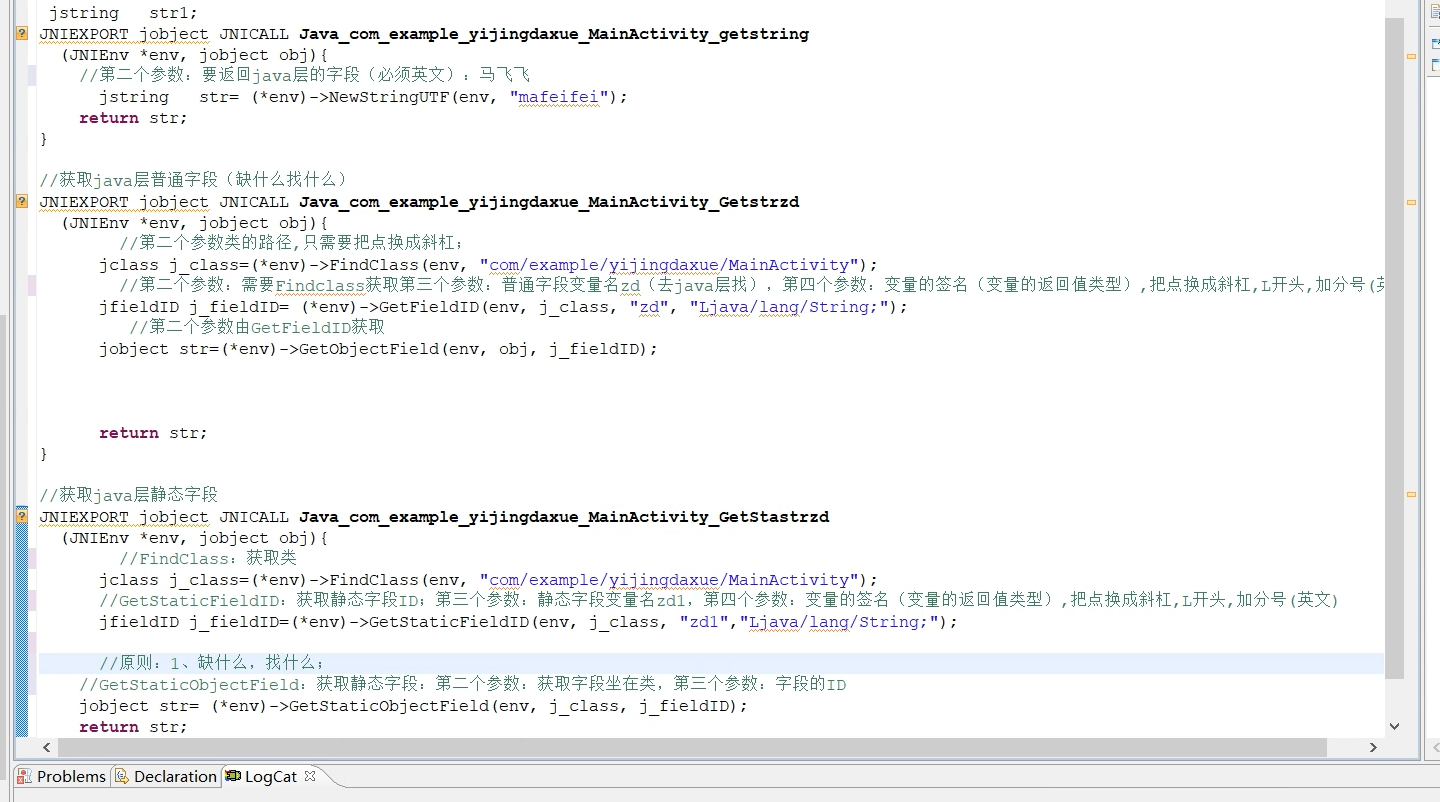 jstring   str1;
JNIEXPORT jobject JNICALL Java_com_example_yijingdaxue_MainActivity_getstring
  (JNIEnv *env, jobject obj){
    //第二个参数：要返回java层的字段（必须英文）：马飞飞
      jstring   str= (*env)->NewStringUTF(env, "mafeifei");
    return str;
}
//获取java层普通字段（缺什么找什么）
JNIEXPORT jobject JNICALL Java_com_example_yijingdaxue_MainActivity_Getstrzd
  (JNIEnv *env, jobject obj){
        //第二个参数类的路径,只需要把点换成斜杠；
      jclass j_class=(*env)->FindClass(env, "com/example/yijingdaxue/MainActivity");
        //第二个参数：需要Findclass获取第三个参数：普通字段变量名zd（去java层找），第四个参数：变量的签名（变量的返回值类型）,把点换成斜杠,L开头,加分号(英
      jfieldID j_fieldID= (*env)->GetFieldID(env, j_class, "zd", "Ljava/lang/String;");
         //第二个参数由GetFieldID获取
      jobject str=(*env)->GetObjectField(env, obj, j_fieldID);
      return str;
}
//获取java层静态字段
JNIEXPORT jobject JNICALL Java_com_example_yijingdaxue_MainActivity_GetStastrzd
  (JNIEnv *env, jobject obj){
        //FindClass：获取类
      jclass j_class=(*env)->FindClass(env, "com/example/yijingdaxue/MainActivity");
      //GetStaticFieldID：获取静态字段ID；第三个参数：静态字段变量名zd1，第四个参数：变量的签名（变量的返回值类型）,把点换成斜杠,L开头,加分号(英文)
      jfieldID j_fieldID=(*env)->GetStaticFieldID(env, j_class, "zd1","Ljava/lang/String;");
      //原则：1、缺什么，找什么；
    //GetStaticObjectField：获取静态字段：第二个参数：获取字段坐在类，第三个参数：字段的ID
    jobject str= (*env)->GetStaticObjectField(env, j_class, j_fieldID);
    return str;
Problems Declaration LogCat